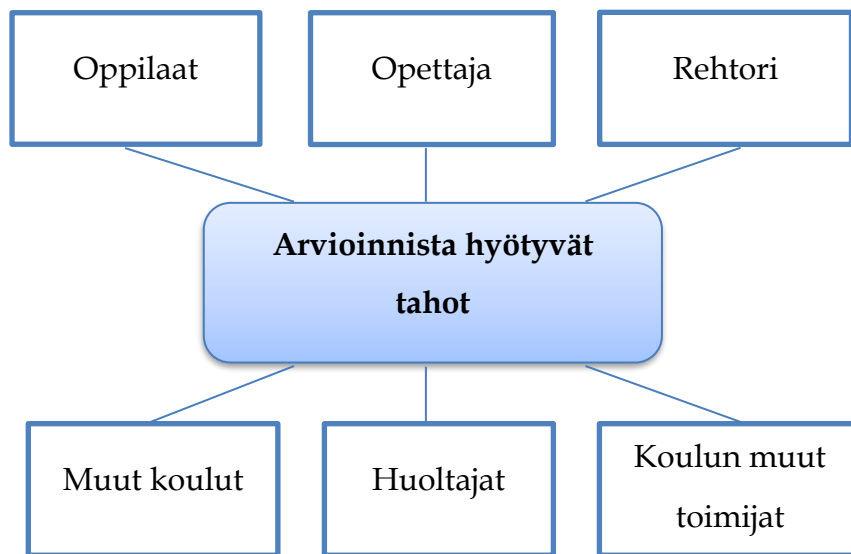 Oppilaat
Opettaja
Rehtori
Arvioinnista hyötyvät
tahot
Muut koulut
Huoltajat
Koulun muut
toimijat